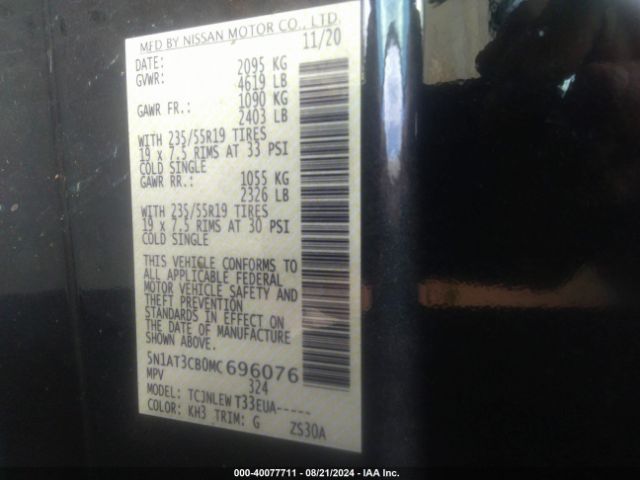 MFD BY NISSAN MOTOR CO., LTD.
DATE: 11/20
GVWR: 2095 KG
4619 LB
GAWR FR.: 1090 KG
2403 LB
WITH 235/55R19 TIRES
19 x 7.5 RIMS AT 33 PSI
COLD SINGLE
GAWR RR.: 1055 KG
2326 LB
WITH 235/55R19 TIRES
19 x 7.5 RIMS AT 30 PSI
COLD SINGLE
THIS VEHICLE CONFORMS TO
ALL APPLICABLE FEDERAL
MOTOR VEHICLE SAFETY AND
THEFT PREVENTION
STANDARDS IN EFFECT ON
THE DATE OF MANUFACTURE
SHOWN ABOVE.
5N1AT3CB0MC696076
MPV 324
MODEL: TCJNLEW T33EUA-----
COLOR: KH3 TRIM: G ZS30A
000-40077711 - 08/21/2024 - IAA Inc.